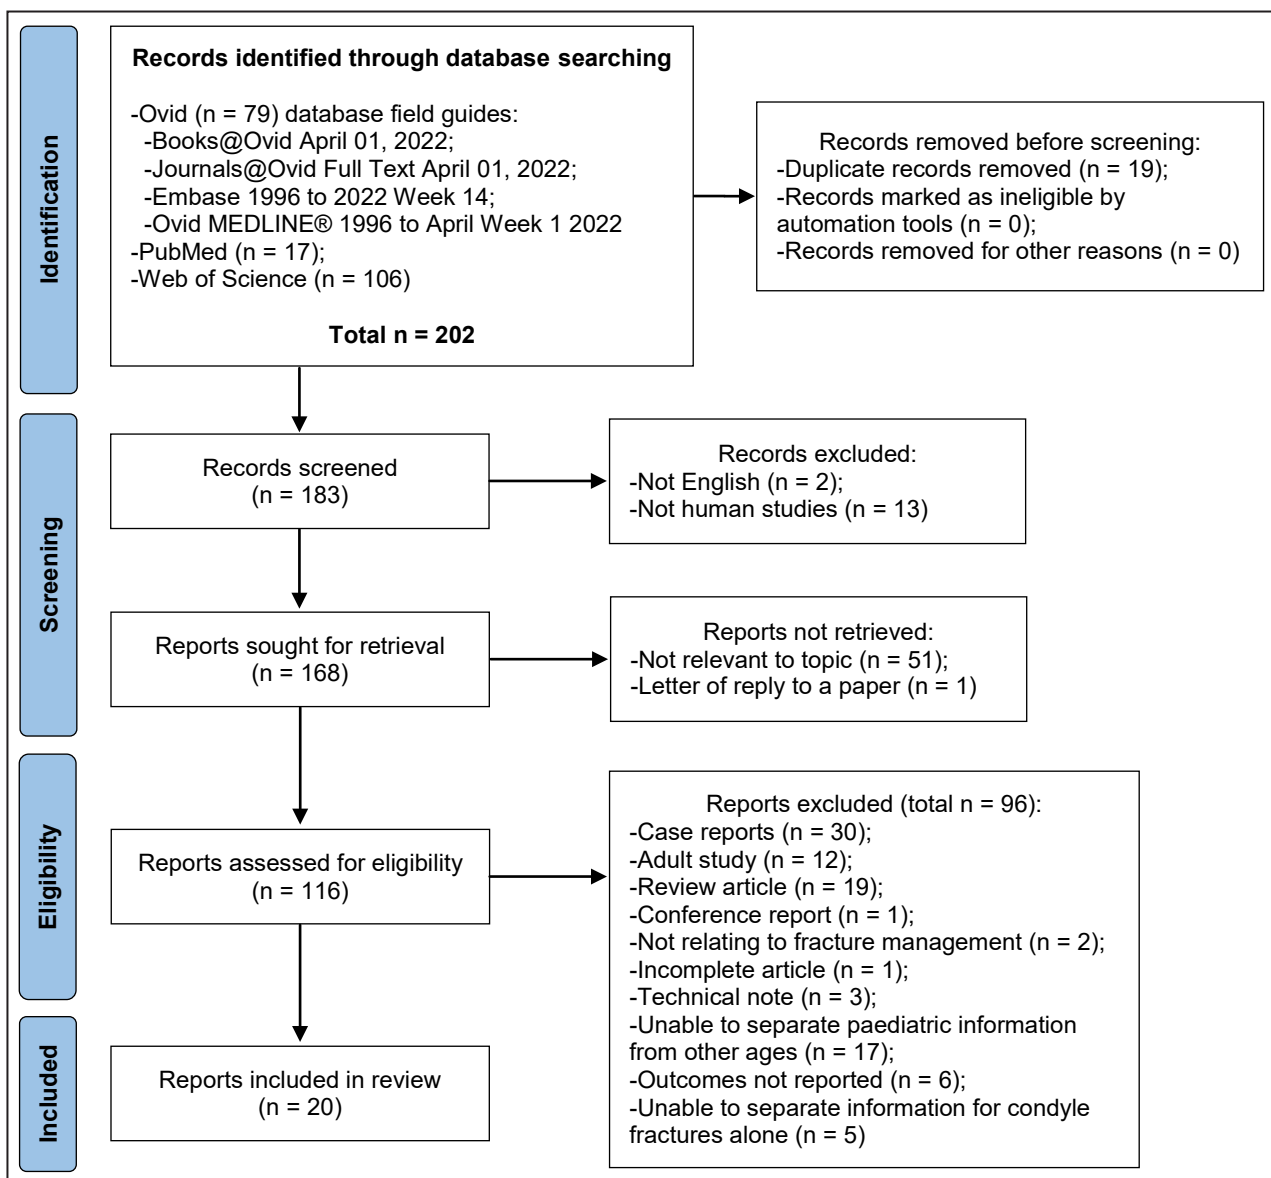 Identification
Records identified through database searching
-Ovid (n = 79) database field guides:
-Books@Ovid April 01, 2022;
-Journals@Ovid Full Text April 01, 2022;
-Embase 1996 to 2022 Week 14;
-Ovid MEDLINE® 1996 to April Week 1 2022
-PubMed (n = 17);
-Web of Science (n = 106)
Total n = 202
Records removed before screening:
-Duplicate records removed (n = 19);
-Records marked as ineligible by
automation tools (n = 0);
-Records removed for other reasons (n = 0)
Screening
Records screened
(n = 183)
Records excluded:
-Not English (n = 2);
-Not human studies (n = 13)
Reports sought for retrieval
(n = 168)
Reports not retrieved:
-Not relevant to topic (n = 51);
-Letter of reply to a paper (n = 1)
Eligibility
Reports assessed for eligibility
(n = 116)
Reports excluded (total n = 96):
-Case reports (n = 30);
-Adult study (n = 12);
-Review article (n = 19);
-Conference report (n = 1);
-Not relating to fracture management (n = 2);
-Incomplete article (n = 1);
-Technical note (n = 3);
-Unable to separate paediatric information
from other ages (n = 17);
-Outcomes not reported (n = 6);
-Unable to separate information for condyle
fractures alone (n = 5)
Included
Reports included in review
(n = 20)